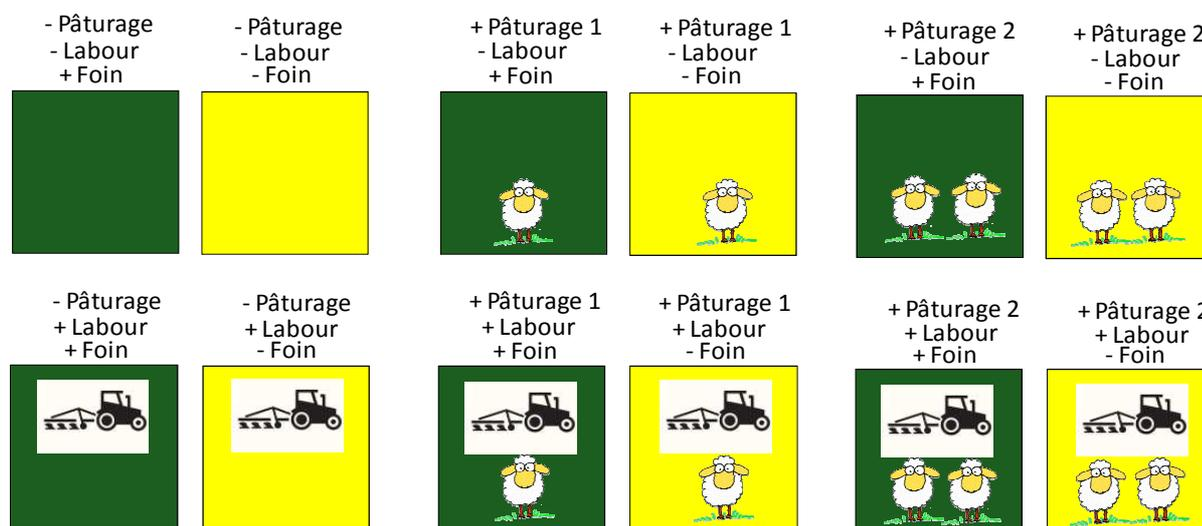 - Pâturage
- Labour
+ Foin
- Pâturage
- Labour
- Foin
+ Pâturage 1
- Labour
+ Foin
+ Pâturage 1
- Labour
- Foin
+ Pâturage 2
- Labour
+ Foin
+ Pâturage 2
- Labour
- Foin
- Pâturage
+ Labour
+ Foin
- Pâturage
+ Labour
- Foin
+ Pâturage 1
+ Labour
+ Foin
+ Pâturage 1
+ Labour
- Foin
+ Pâturage 2
+ Labour
+ Foin
+ Pâturage 2
+ Labour
- Foin